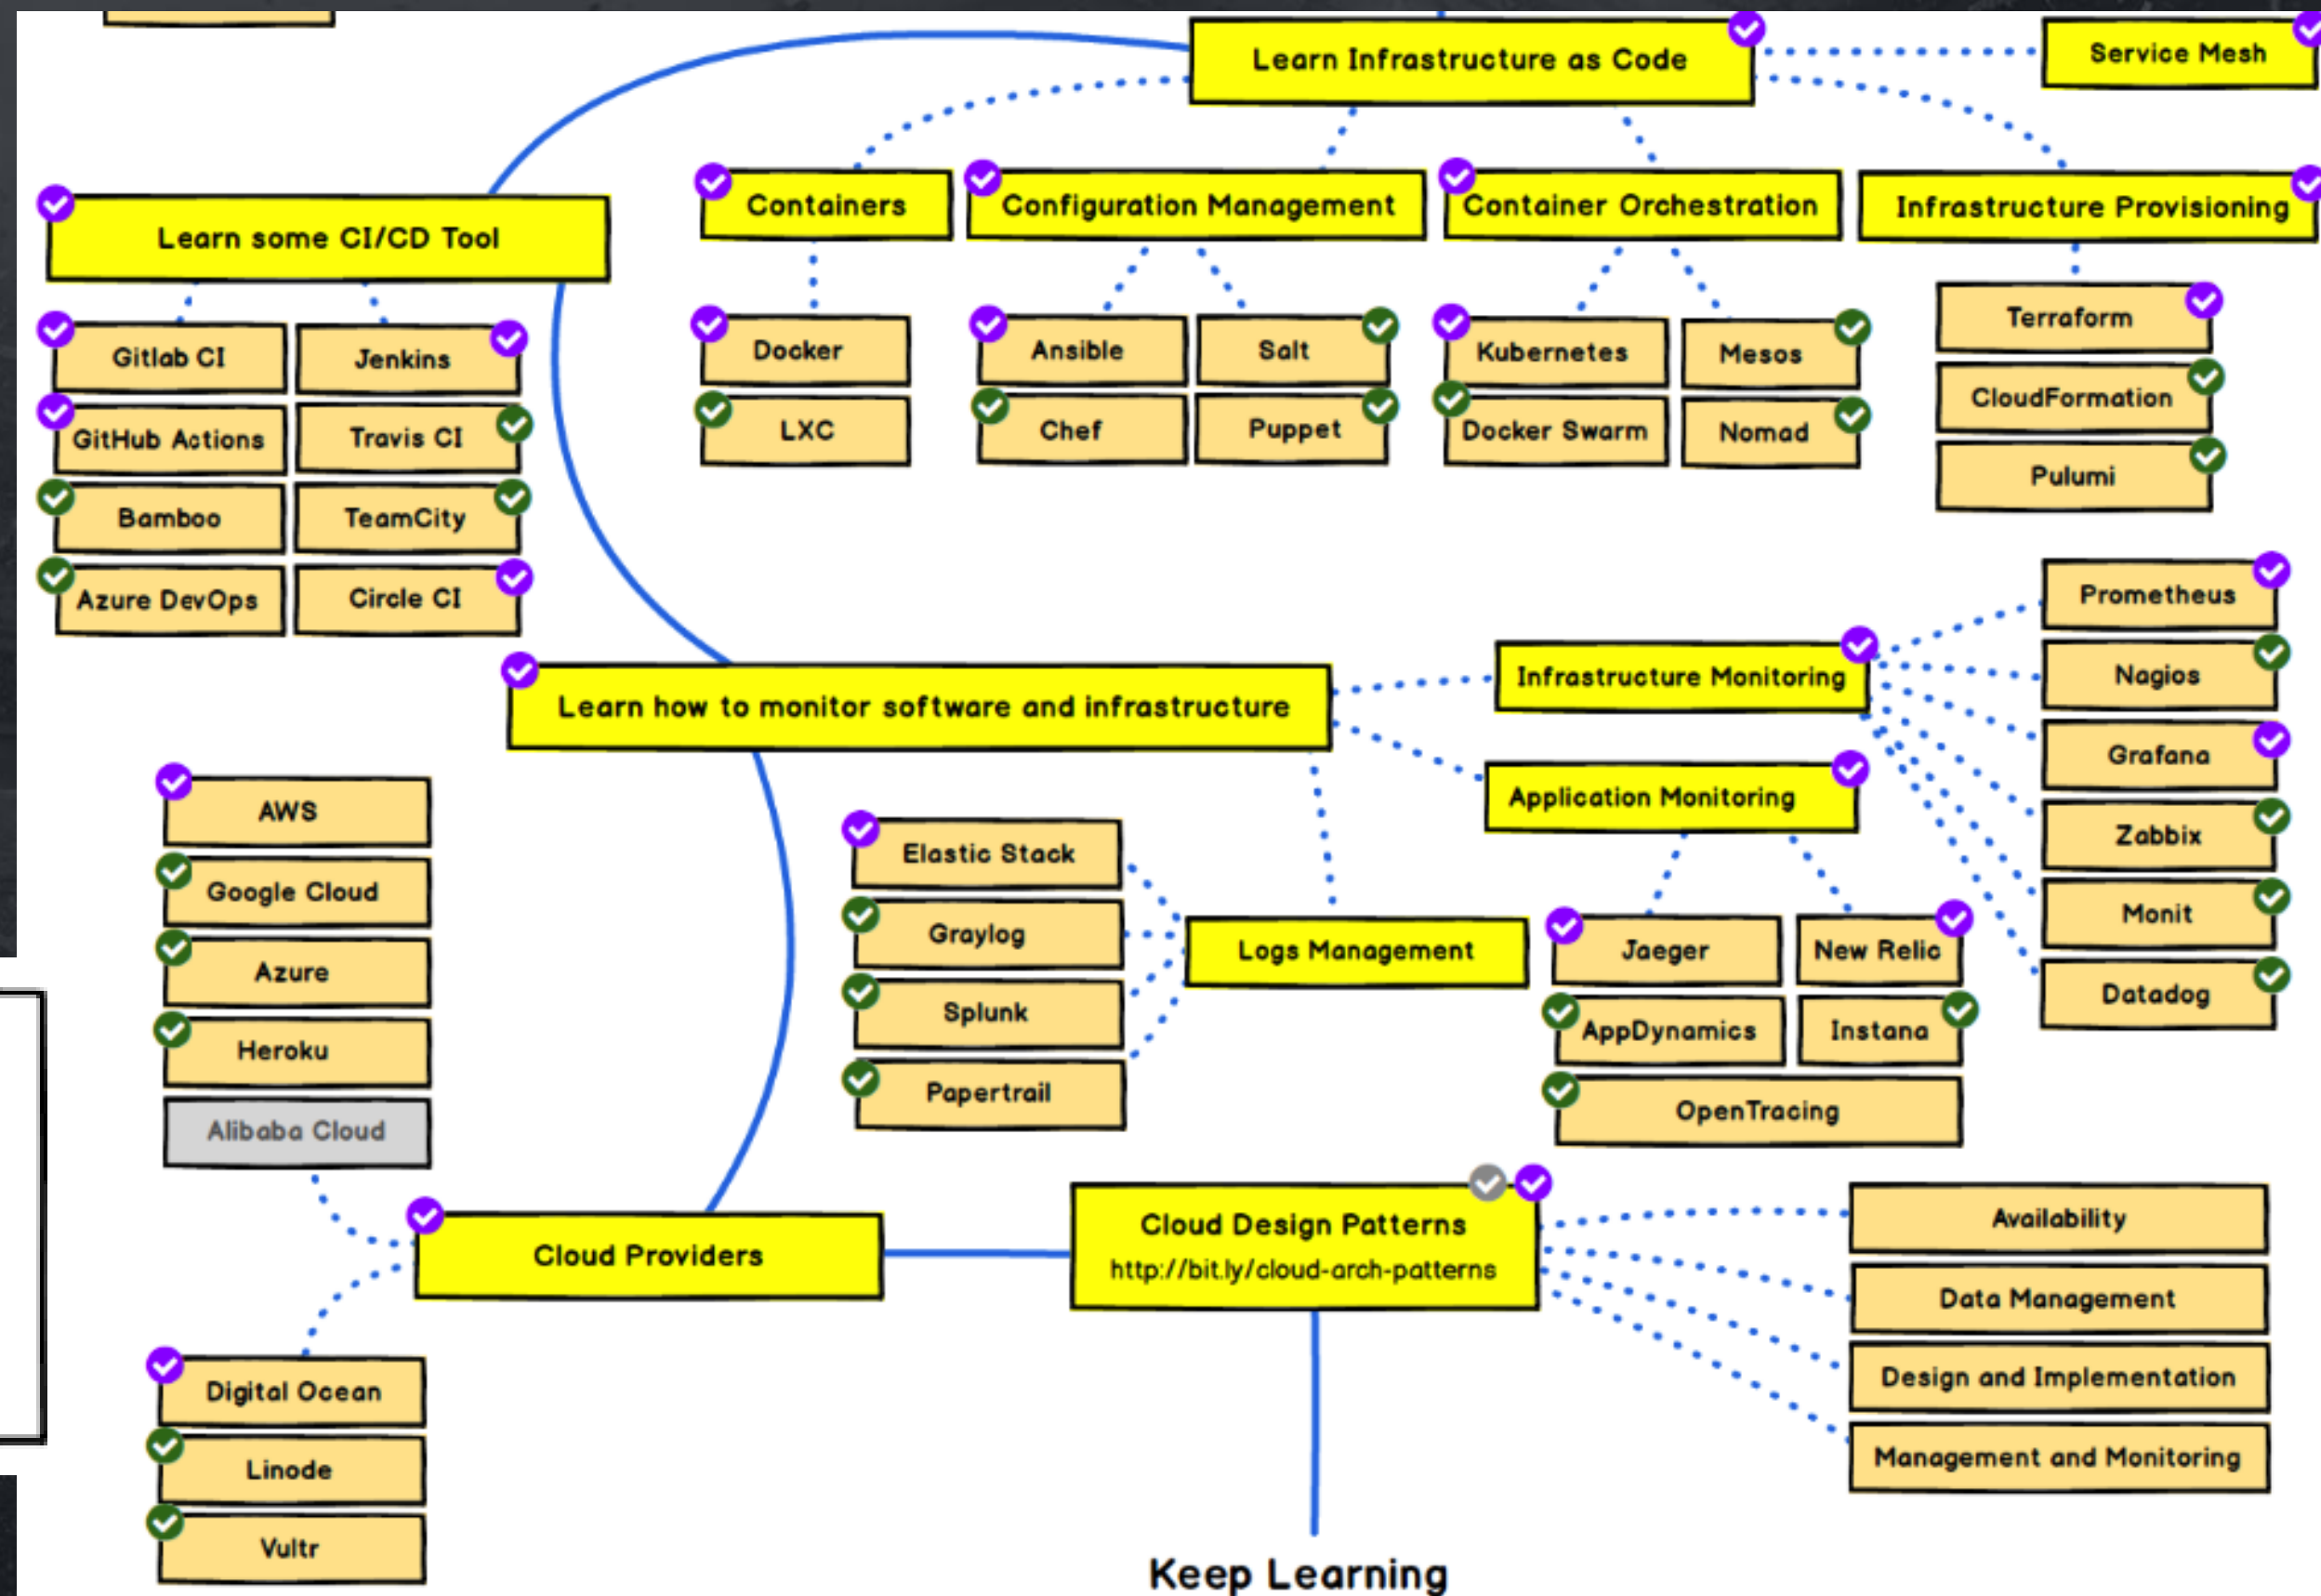 Learn Infrastructure as Code
Service Mesh
Learn some CI/CD Tool
Containers
Configuration Management
Container Orchestration
Infrastructure Provisioning
Gitlab CI
Jenkins
GitHub Actions
Travis CI
Bamboo
TeamCity
Azure DevOps
Circle CI
Docker
LXC
Ansible
Salt
Chef
Puppet
Kubernetes
Mesos
Docker Swarm
Nomad
Terraform
CloudFormation
Pulumi
Learn how to monitor software and infrastructure
Infrastructure Monitoring
Prometheus
Nagios
Grafana
Zabbix
Monit
Datadog
Application Monitoring
Jaeger
New Relic
AppDynamics
Instana
OpenTracing
Logs Management
Elastic Stack
Graylog
Splunk
Papertrail
AWS
Google Cloud
Azure
Heroku
Alibaba Cloud
Cloud Providers
Digital Ocean
Linode
Vultr
Cloud Design Patterns
http://bit.ly/cloud-arch-patterns
Availability
Data Management
Design and Implementation
Management and Monitoring
Keep Learning